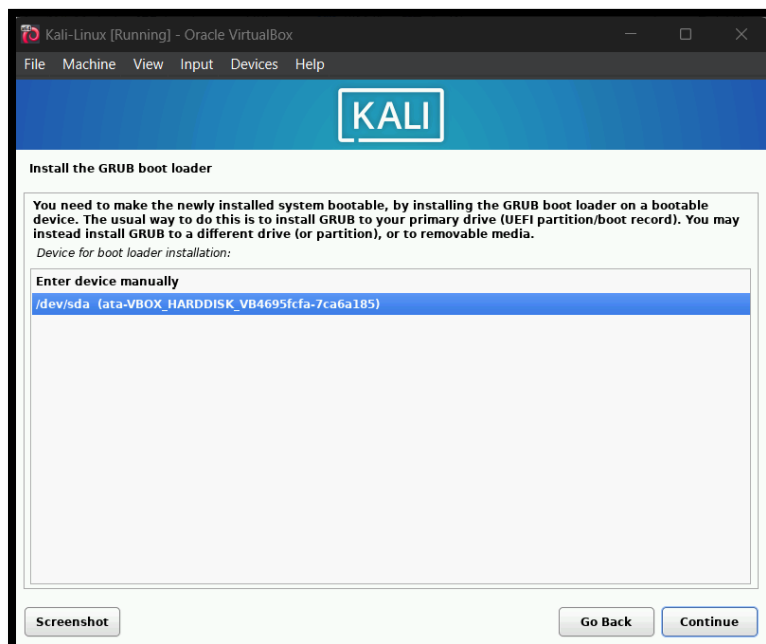 Kali-Linux [Running] - Oracle VirtualBox
File Machine View Input Devices Help
KALI
Install the GRUB boot loader
You need to make the newly installed system bootable, by installing the GRUB boot loader on a bootable
device. The usual way to do this is to install GRUB to your primary drive (UEFI partition/boot record). You may
instead install GRUB to a different drive (or partition), or to removable media.
Device for boot loader installation:
Enter device manually
/dev/sda (ata-VBOX_HARDDISK_VB4695fcfa-7ca6a185)
Screenshot Go Back Continue